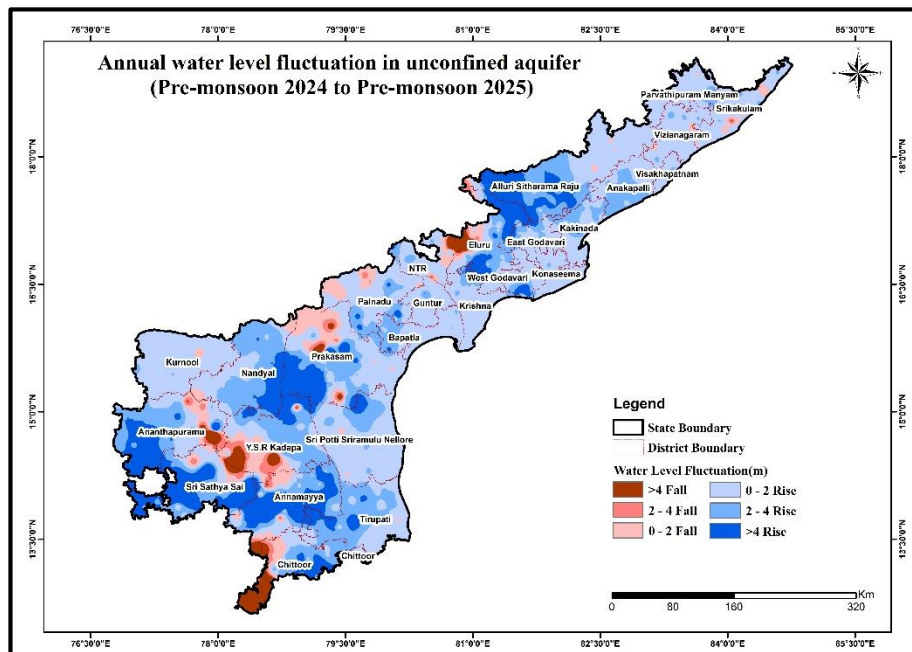 76°30'0"E 78°0'0"E 79°30'0"E 81°0'0"E 82°30'0"E 84°0'0"E 85°30'0"E
Annual water level fluctuation in unconfined aquifer
(Pre-monsoon 2024 to Pre-monsoon 2025)
Parvathipuram Manyam
Srikakulam
Vizianagaram
18°0'0"N
18°0'0"N
Visakhapatnam
Alluri Sitharama Raju
Anakapalli
Kakinada
Eluru
East Godavari
NTR
West Godavari
Konaseema
16°30'0"N
16°30'0"N
Palnadu
Guntur
Krishna
Bapatla
Prakasam
Kurnool
Nandyal
15°0'0"N
15°0'0"N
Legend
State Boundary
District Boundary
Ananthapuramu
Sri Potti Sriramulu Nellore
Y.S.R Kadapa
Water Level Fluctuation(m)
Sri Sathya Sai
Annamayya
>4 Fall
0 - 2 Rise
2 - 4 Fall
2 - 4 Rise
0 - 2 Fall
>4 Rise
Tirupati
13°30'0"N
13°30'0"N
Chittoor
Chittoor
Km
0 80 160 320
76°30'0"E 78°0'0"E 79°30'0"E 81°0'0"E 82°30'0"E 84°0'0"E 85°30'0"E